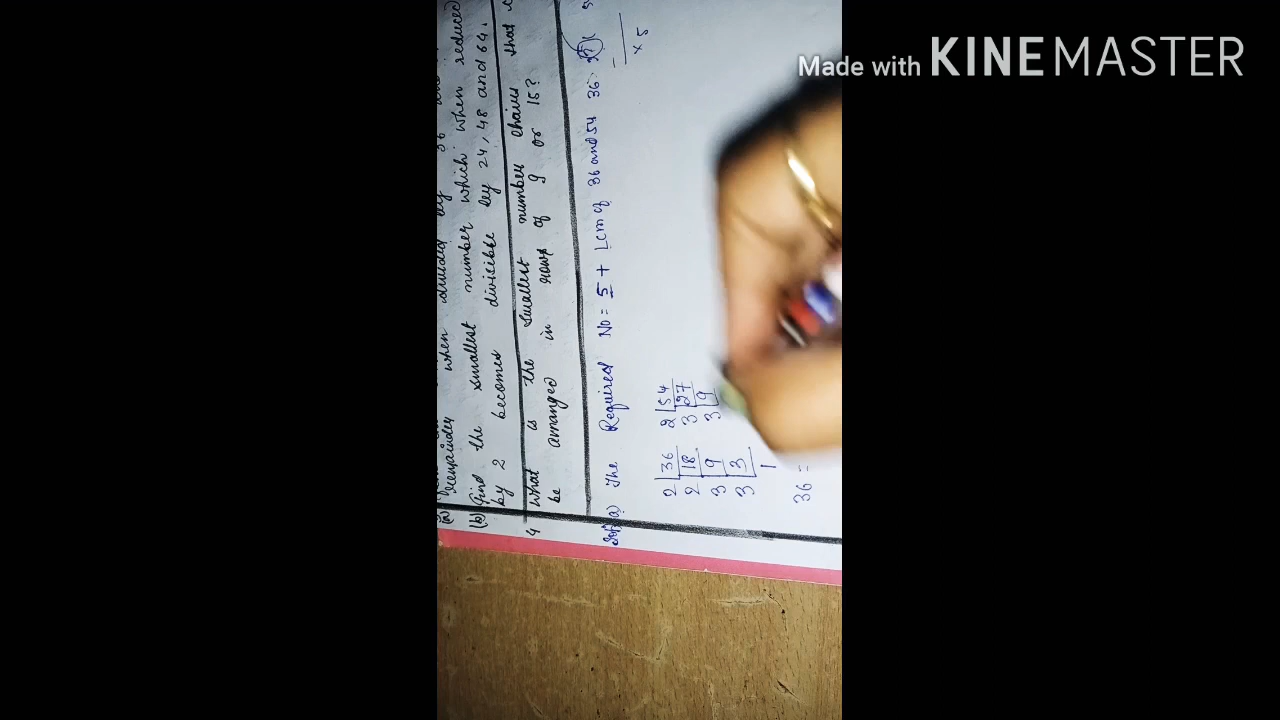 (a) remainder when divided by 36
(b) Find the smallest number which when reduced
by 2 becomes divisible by 24, 48 and 64.
4 What is the smallest number chairs that
be arranged in rows of 9 or 15?
Sol: a) The Required No = 5 + Lcm of 36 and 54 36.
× 5
2 36 2 54
2 18 3 27
3 9 3 9
3 3
1
36 =
Made with KINEMASTER